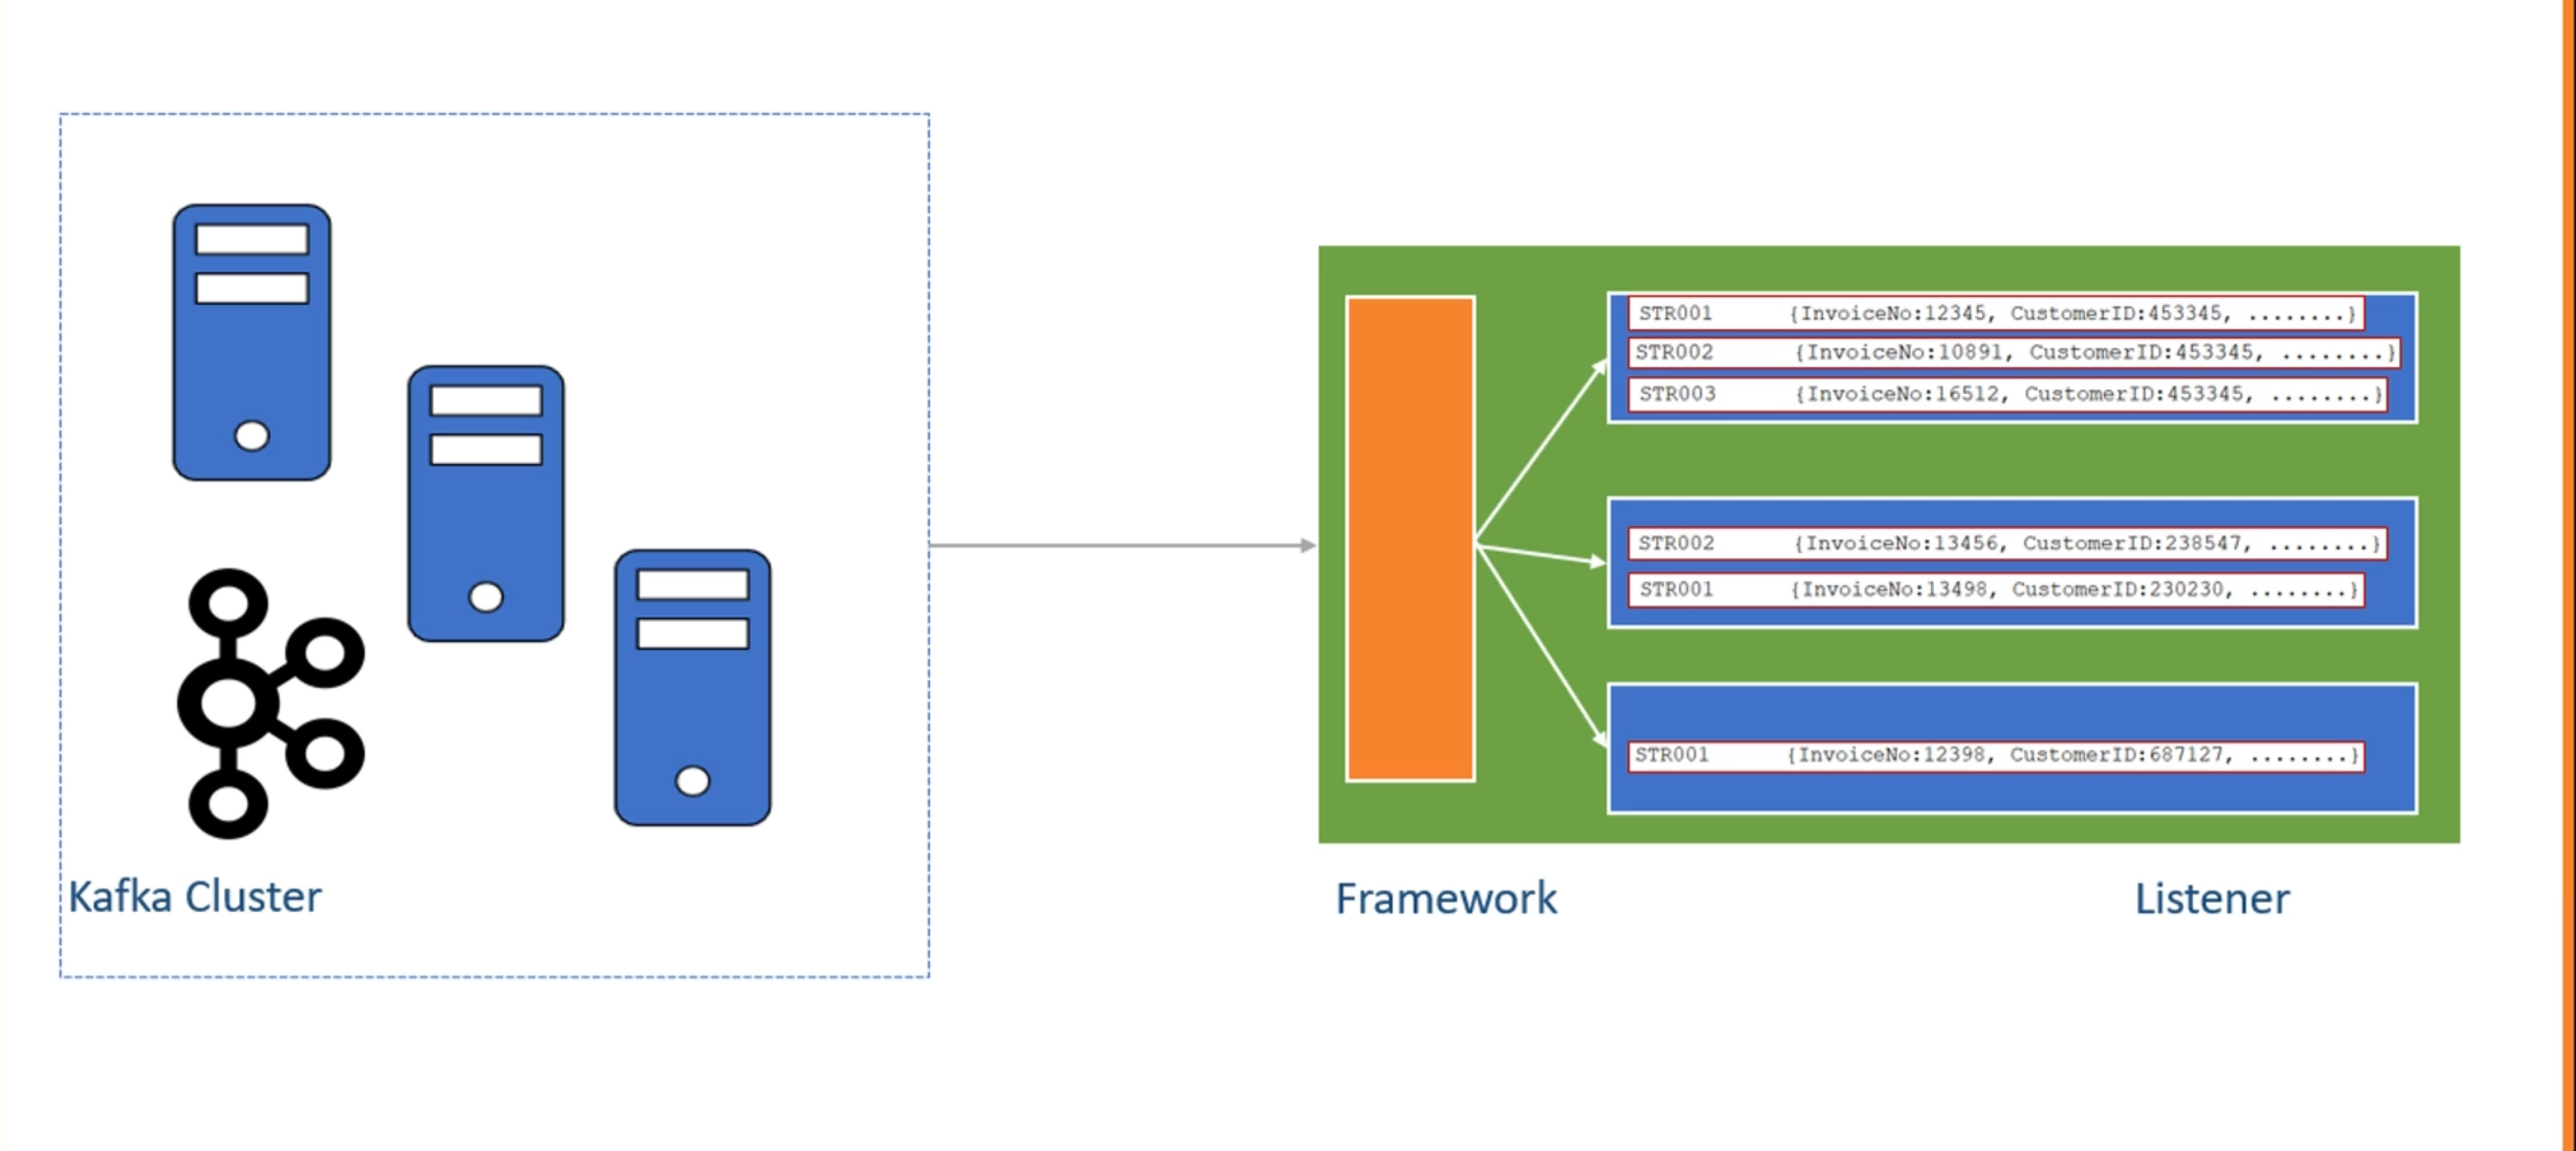 STR001 {InvoiceNo:12345, CustomerID:453345, ........}
STR002 {InvoiceNo:10891, CustomerID:453345, ........}
STR003 {InvoiceNo:16512, CustomerID:453345, ........}
STR002 {InvoiceNo:13456, CustomerID:238547, ........}
STR001 {InvoiceNo:13498, CustomerID:230230, ........}
STR001 {InvoiceNo:12398, CustomerID:687127, ........}
Kafka Cluster
Framework
Listener